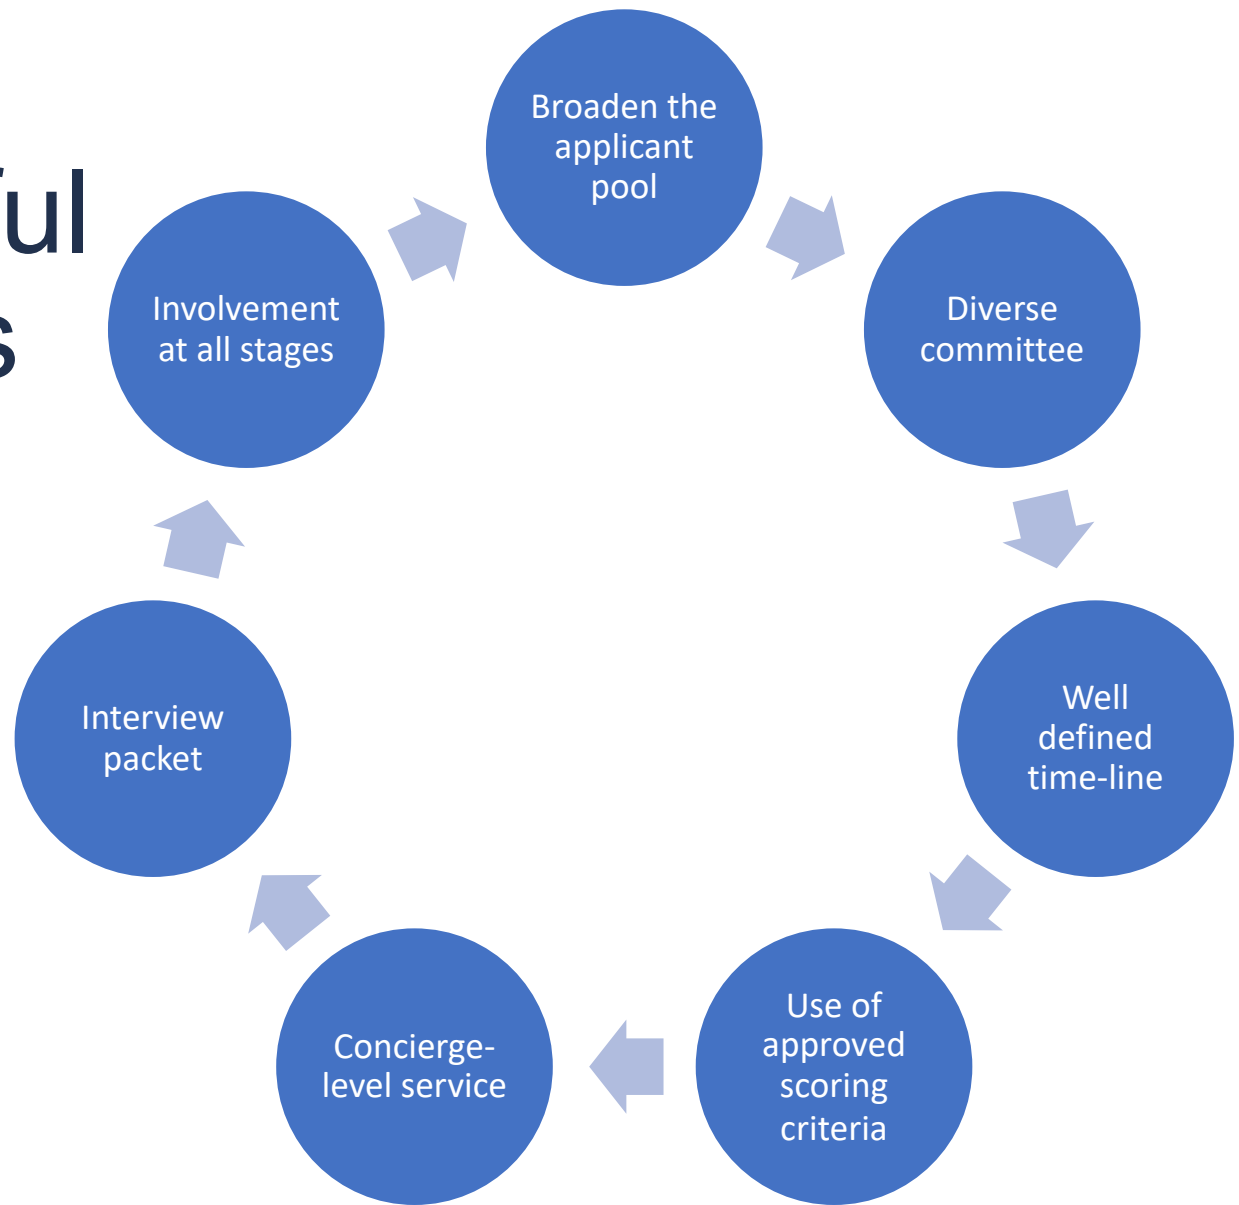 ful
s
Broaden the
applicant
pool
Diverse
committee
Well
defined
time-line
Use of
approved
scoring
criteria
Concierge-
level service
Interview
packet
Involvement
at all stages